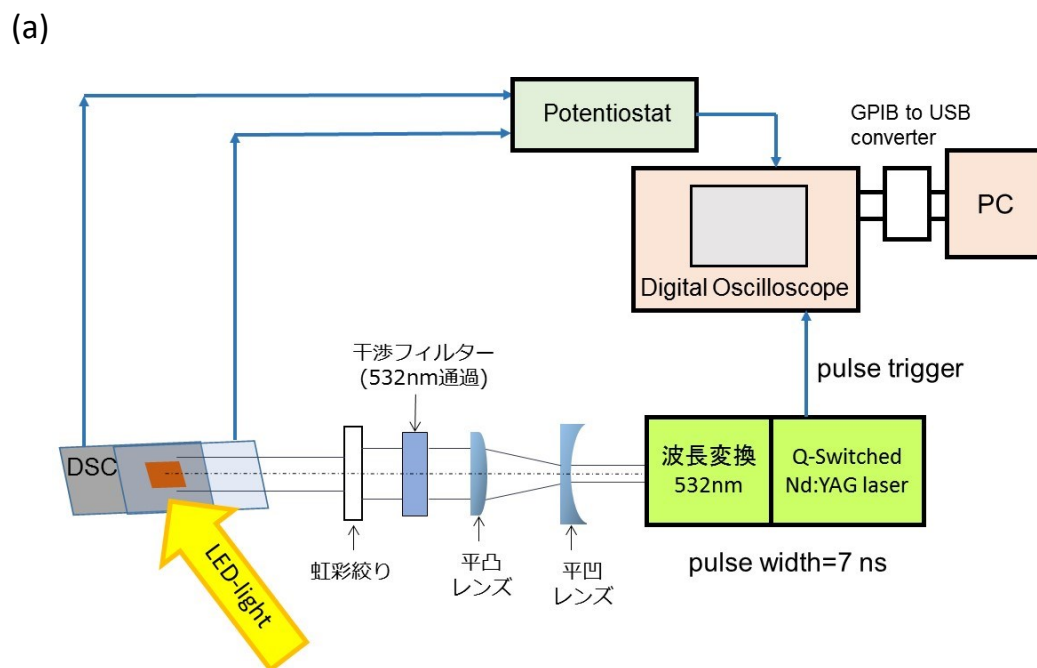 (a)
Potentiostat
GPIB to USB
converter
PC
Digital Oscilloscope
干渉フィルター
(532nm通過)
pulse trigger
DSC
波長変換
532nm
Q-Switched
Nd:YAG laser
LED-light
虹彩絞り
平凸
レンズ
平凹
レンズ
pulse width=7 ns